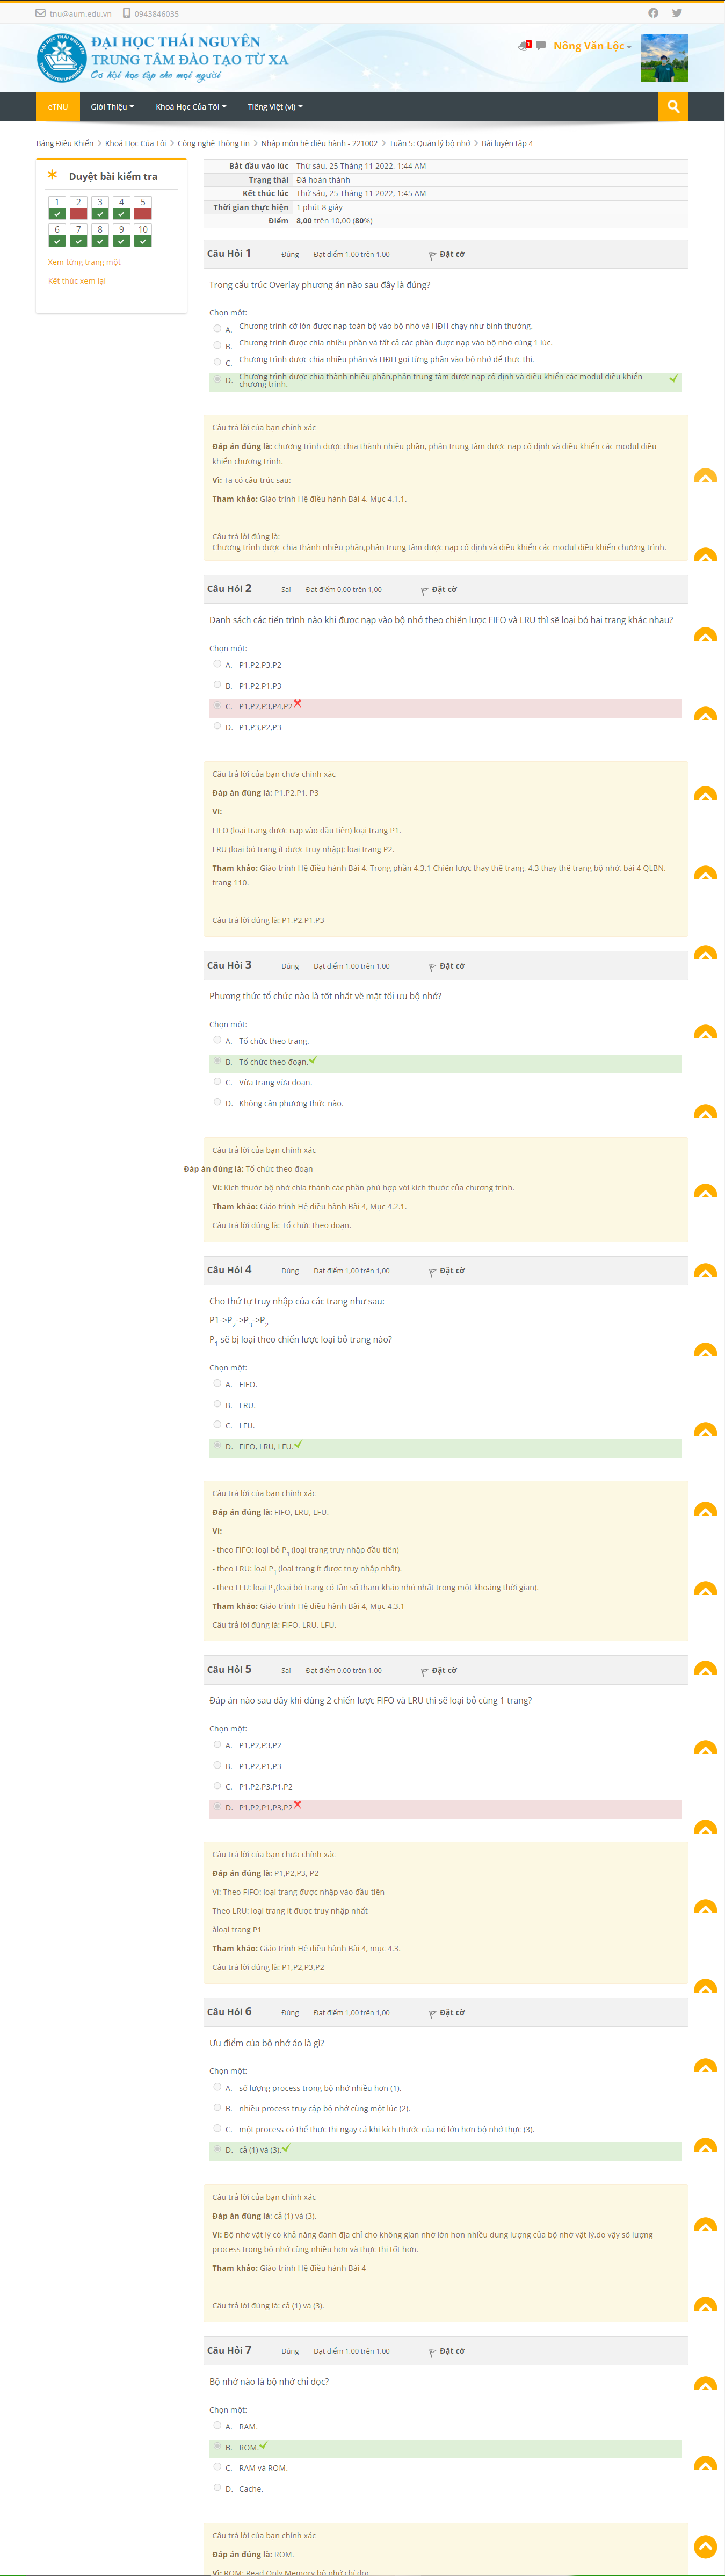 tnu@aum.edu.vn 0943846035
ĐẠI HỌC THÁI NGUYÊN
TRUNG TÂM ĐÀO TẠO TỪ XA
Cơ hội học tập cho mọi người
1
Nông Văn Lộc
eTNU Giới Thiệu Khoá Học Của Tôi Tiếng Việt (vi)
Bảng Điều Khiển > Khoá Học Của Tôi > Công nghệ Thông tin > Nhập môn hệ điều hành - 221002 > Tuần 5: Quản lý bộ nhớ > Bài luyện tập 4
Duyệt bài kiểm tra
1 2 3 4 5
6 7 8 9 10
Xem từng trang một
Kết thúc xem lại
Bắt đầu vào lúc Thứ sáu, 25 Tháng 11 2022, 1:44 AM
Trạng thái Đã hoàn thành
Kết thúc lúc Thứ sáu, 25 Tháng 11 2022, 1:45 AM
Thời gian thực hiện 1 phút 8 giây
Điểm 8,00 trên 10,00 (80%)
Câu Hỏi 1 Đúng Đạt điểm 1,00 trên 1,00 Đặt cờ
Trong cấu trúc Overlay phương án nào sau đây là đúng?
Chọn một:
A. Chương trình cỡ lớn được nạp toàn bộ vào bộ nhớ và HĐH chạy như bình thường.
B. Chương trình được chia nhiều phần và tất cả các phần được nạp vào bộ nhớ cùng 1 lúc.
C. Chương trình được chia nhiều phần và HĐH gọi từng phần vào bộ nhớ để thực thi.
D. Chương trình được chia thành nhiều phần,phần trung tâm được nạp cố định và điều khiển các modul điều khiển
chương trình.
Câu trả lời của bạn chính xác
Đáp án đúng là: chương trình được chia thành nhiều phần, phần trung tâm được nạp cố định và điều khiển các modul điều
khiển chương trình.
Vì: Ta có cấu trúc sau:
Tham khảo: Giáo trình Hệ điều hành Bài 4, Mục 4.1.1.
Câu trả lời đúng là:
Chương trình được chia thành nhiều phần,phần trung tâm được nạp cố định và điều khiển các modul điều khiển chương trình.
Câu Hỏi 2 Sai Đạt điểm 0,00 trên 1,00 Đặt cờ
Danh sách các tiến trình nào khi được nạp vào bộ nhớ theo chiến lược FIFO và LRU thì sẽ loại bỏ hai trang khác nhau?
Chọn một:
A. P1,P2,P3,P2
B. P1,P2,P1,P3
C. P1,P2,P3,P4,P2
D. P1,P3,P2,P3
Câu trả lời của bạn chưa chính xác
Đáp án đúng là: P1,P2,P1, P3
Vì:
FIFO (loại trang được nạp vào đầu tiên) loại trang P1.
LRU (loại bỏ trang ít được truy nhập): loại trang P2.
Tham khảo: Giáo trình Hệ điều hành Bài 4, Trong phần 4.3.1 Chiến lược thay thế trang, 4.3 thay thế trang bộ nhớ, bài 4 QLBN,
trang 110.
Câu trả lời đúng là: P1,P2,P1,P3
Câu Hỏi 3 Đúng Đạt điểm 1,00 trên 1,00 Đặt cờ
Phương thức tổ chức nào là tốt nhất về mặt tối ưu bộ nhớ?
Chọn một:
A. Tổ chức theo trang.
B. Tổ chức theo đoạn.
C. Vừa trang vừa đoạn.
D. Không cần phương thức nào.
Câu trả lời của bạn chính xác
Đáp án đúng là: Tổ chức theo đoạn
Vì: Kích thước bộ nhớ chia thành các phần phù hợp với kích thước của chương trình.
Tham khảo: Giáo trình Hệ điều hành Bài 4, Mục 4.2.1.
Câu trả lời đúng là: Tổ chức theo đoạn.
Câu Hỏi 4 Đúng Đạt điểm 1,00 trên 1,00 Đặt cờ
Cho thứ tự truy nhập của các trang như sau:
P1->P2->P3->P2
P1 sẽ bị loại theo chiến lược loại bỏ trang nào?
Chọn một:
A. FIFO.
B. LRU.
C. LFU.
D. FIFO, LRU, LFU.
Câu trả lời của bạn chính xác
Đáp án đúng là: FIFO, LRU, LFU.
Vì:
- theo FIFO: loại bỏ P1 (loại trang truy nhập đầu tiên)
- theo LRU: loại P1 (loại trang ít được truy nhập nhất).
- theo LFU: loại P1(loại bỏ trang có tần số tham khảo nhỏ nhất trong một khoảng thời gian).
Tham khảo: Giáo trình Hệ điều hành Bài 4, Mục 4.3.1
Câu trả lời đúng là: FIFO, LRU, LFU.
Câu Hỏi 5 Sai Đạt điểm 0,00 trên 1,00 Đặt cờ
Đáp án nào sau đây khi dùng 2 chiến lược FIFO và LRU thì sẽ loại bỏ cùng 1 trang?
Chọn một:
A. P1,P2,P3,P2
B. P1,P2,P1,P3
C. P1,P2,P3,P1,P2
D. P1,P2,P1,P3,P2
Câu trả lời của bạn chưa chính xác
Đáp án đúng là: P1,P2,P3, P2
Vì: Theo FIFO: loại trang được nhập vào đầu tiên
Theo LRU: loại trang ít được truy nhập nhất
àloại trang P1
Tham khảo: Giáo trình Hệ điều hành Bài 4, mục 4.3.
Câu trả lời đúng là: P1,P2,P3,P2
Câu Hỏi 6 Đúng Đạt điểm 1,00 trên 1,00 Đặt cờ
Ưu điểm của bộ nhớ ảo là gì?
Chọn một:
A. số lượng process trong bộ nhớ nhiều hơn (1).
B. nhiều process truy cập bộ nhớ cùng một lúc (2).
C. một process có thể thực thi ngay cả khi kích thước của nó lớn hơn bộ nhớ thực (3).
D. cả (1) và (3).
Câu trả lời của bạn chính xác
Đáp án đúng là: cả (1) và (3).
Vì: Bộ nhớ vật lý có khả năng đánh địa chỉ cho không gian nhớ lớn hơn nhiều dung lượng của bộ nhớ vật lý,do vậy số lượng
process trong bộ nhớ cũng nhiều hơn và thực thi tốt hơn.
Tham khảo: Giáo trình Hệ điều hành Bài 4
Câu trả lời đúng là: cả (1) và (3).
Câu Hỏi 7 Đúng Đạt điểm 1,00 trên 1,00 Đặt cờ
Bộ nhớ nào là bộ nhớ chỉ đọc?
Chọn một:
A. RAM.
B. ROM.
C. RAM và ROM.
D. Cache.
Câu trả lời của bạn chính xác
Đáp án đúng là: ROM.
Vì: ROM: Read Only Memory bộ nhớ chỉ đọc.